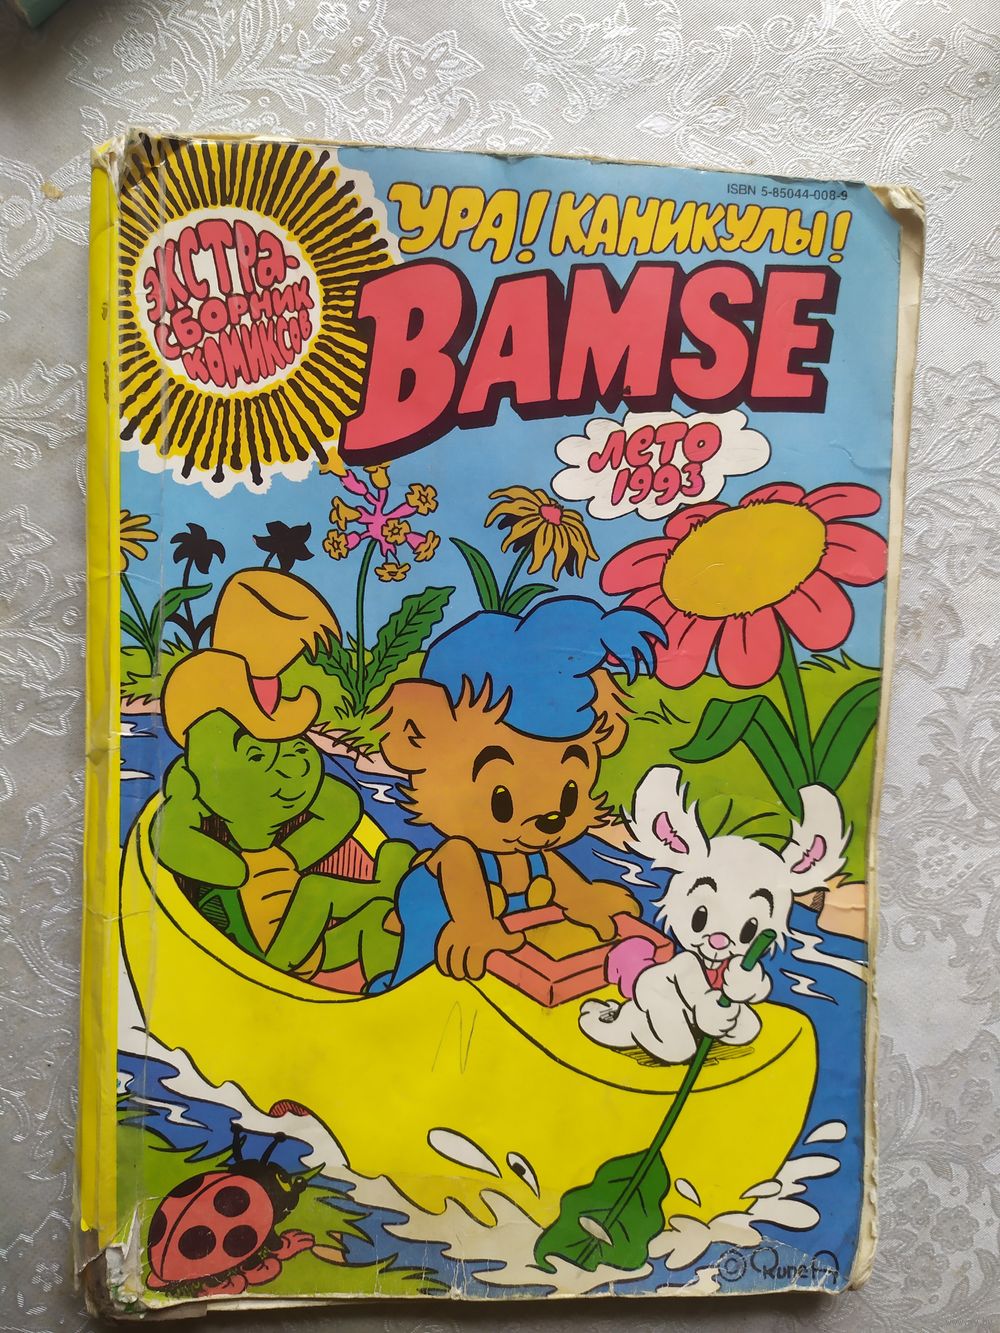 ISBN 5-85044-008-9
УРА! КАНИКУЛЫ!
ЭКСТРА-
СБОРНИК
КОМИКСОВ
BAMSE
ЛЕТО
1993
©